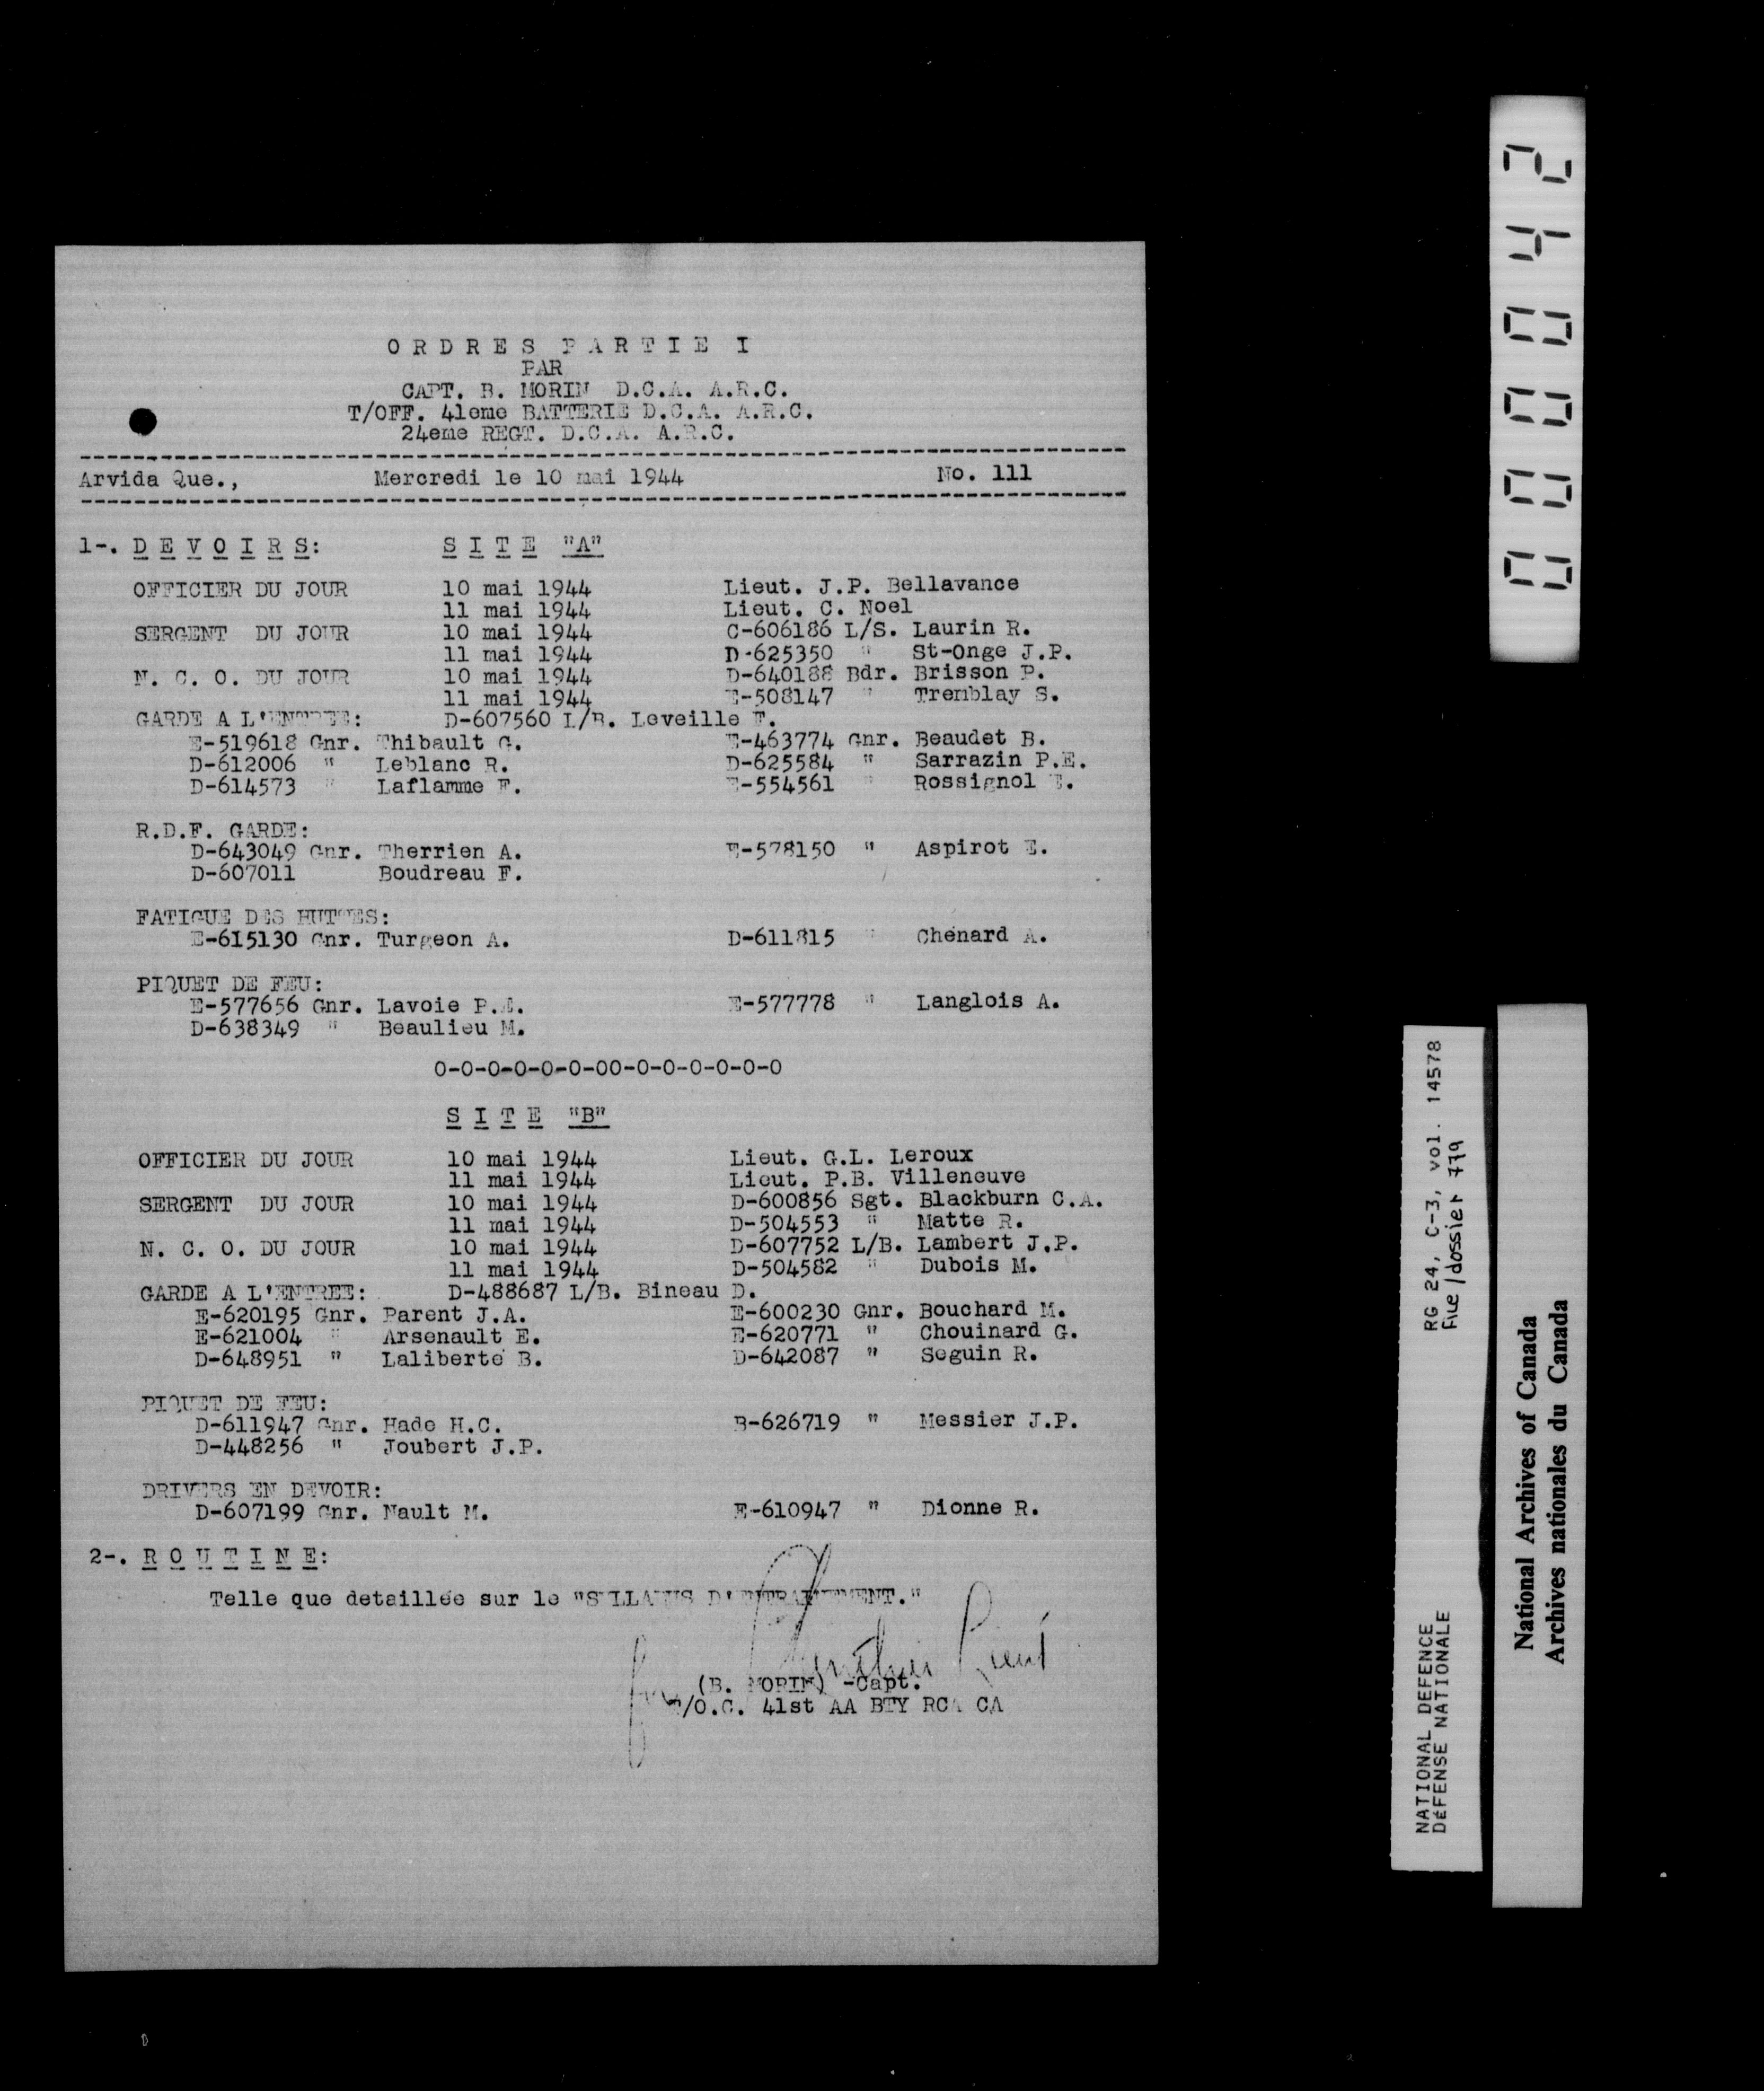 O R D R E S  P A R T I E  I
PAR
CAPT. B. MORIN  D.C.A. A.R.C.
T/OFF. 41eme BATTERIE D.C.A. A.R.C.
24eme REGT. D.C.A. A.R.C.
Arvida Que.,  Mercredi le 10 mai 1944  No. 111
1-. D E V O I R S:  S I T E  "A"
OFFICIER DU JOUR  10 mai 1944  Lieut. J.P. Bellavance
11 mai 1944  Lieut. C. Noel
SERGENT  DU JOUR  10 mai 1944  C-606186 L/S. Laurin R.
11 mai 1944  D-625350  "  St-Onge J.P.
N. C. O. DU JOUR  10 mai 1944  D-640188 Bdr. Brisson P.
11 mai 1944  E-508147  "  Tremblay S.
GARDE A L'ENTREE:  D-607560 L/B. Leveille F.
E-519618 Gnr. Thibault G.  E-463774 Gnr. Beaudet B.
D-612006  "  Leblanc R.  D-625584  "  Sarrazin P.E.
D-614573  "  Laflamme F.  E-554561  "  Rossignol E.
R.D.F. GARDE:
D-643049 Gnr. Therrien A.  E-578150  "  Aspirot E.
D-607011  Boudreau F.
FATIGUE DES HUTTES:
E-615130 Gnr. Turgeon A.  D-611815  "  Chenard A.
PIQUET DE FEU:
E-577656 Gnr. Lavoie P.E.  E-577778  "  Langlois A.
D-638349  "  Beaulieu M.
0-0-0-0-0-0-00-0-0-0-0-0-0
S I T E  "B"
OFFICIER DU JOUR  10 mai 1944  Lieut. G.L. Leroux
11 mai 1944  Lieut. P.B. Villeneuve
SERGENT  DU JOUR  10 mai 1944  D-600856 Sgt. Blackburn C.A.
11 mai 1944  D-504553  "  Matte R.
N. C. O. DU JOUR  10 mai 1944  D-607752 L/B. Lambert J.P.
11 mai 1944  D-504582  "  Dubois M.
GARDE A L'ENTREE:  D-488687 L/B. Bineau D.
E-620195 Gnr. Parent J.A.  E-600230 Gnr. Bouchard M.
E-621004  "  Arsenault E.  E-620771  "  Chouinard G.
D-648951  "  Laliberté B.  D-642087  "  Seguin R.
PIQUET DE FEU:
D-611947 Gnr. Hade H.C.  B-626719  "  Messier J.P.
D-448256  "  Joubert J.P.
DRIVERS EN DEVOIR:
D-607199 Gnr. Nault M.  E-610947  "  Dionne R.
2-. R O U T I N E:
Telle que detaillée sur le "SYLLABUS D'ENTRAINEMENT."
(B. MORIN) -Capt.
/O.C. 41st AA BTY RCA CA
00042
RG 24, C-3, vol. 14578
File/dossier 779
NATIONAL DEFENCE
DÉFENSE NATIONALE
National Archives of Canada
Archives nationales du Canada